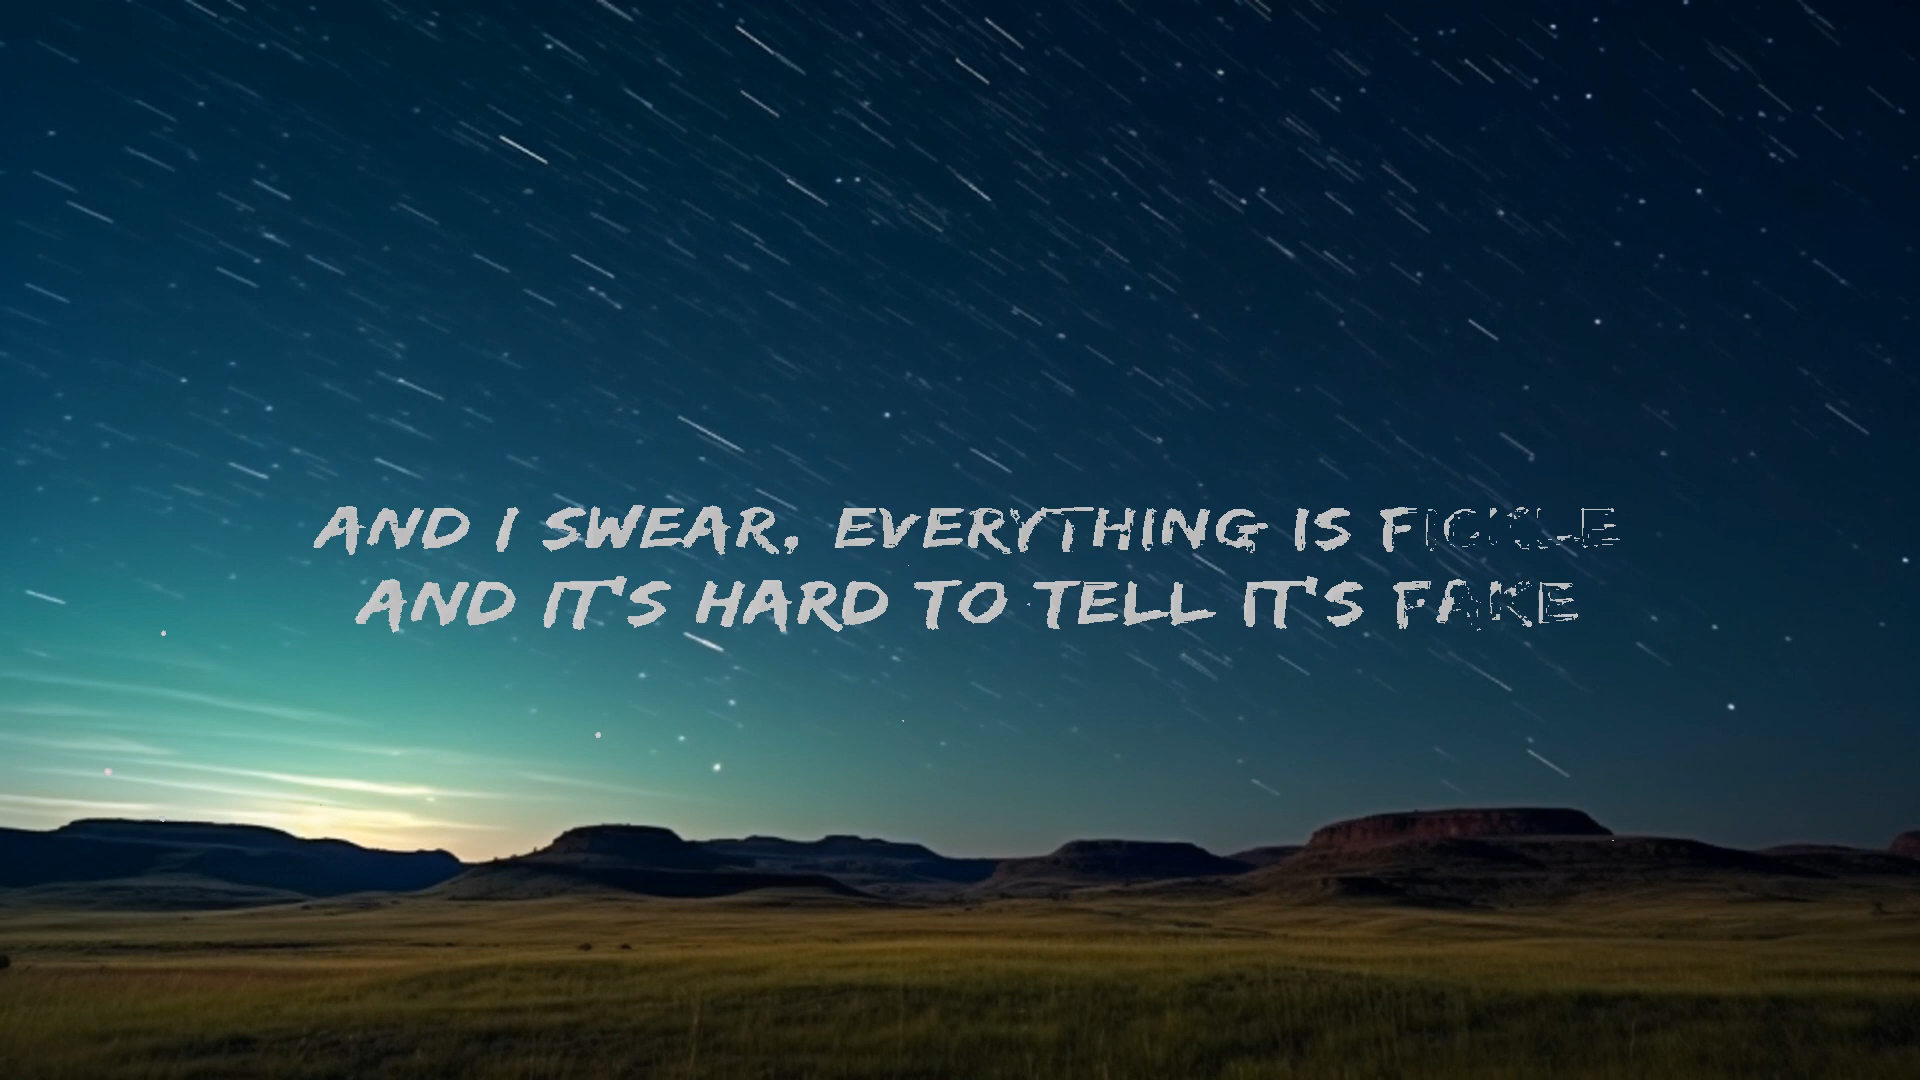 AND I SWEAR, EVERYTHING IS FICKLE
AND IT'S HARD TO TELL IT'S FAKE